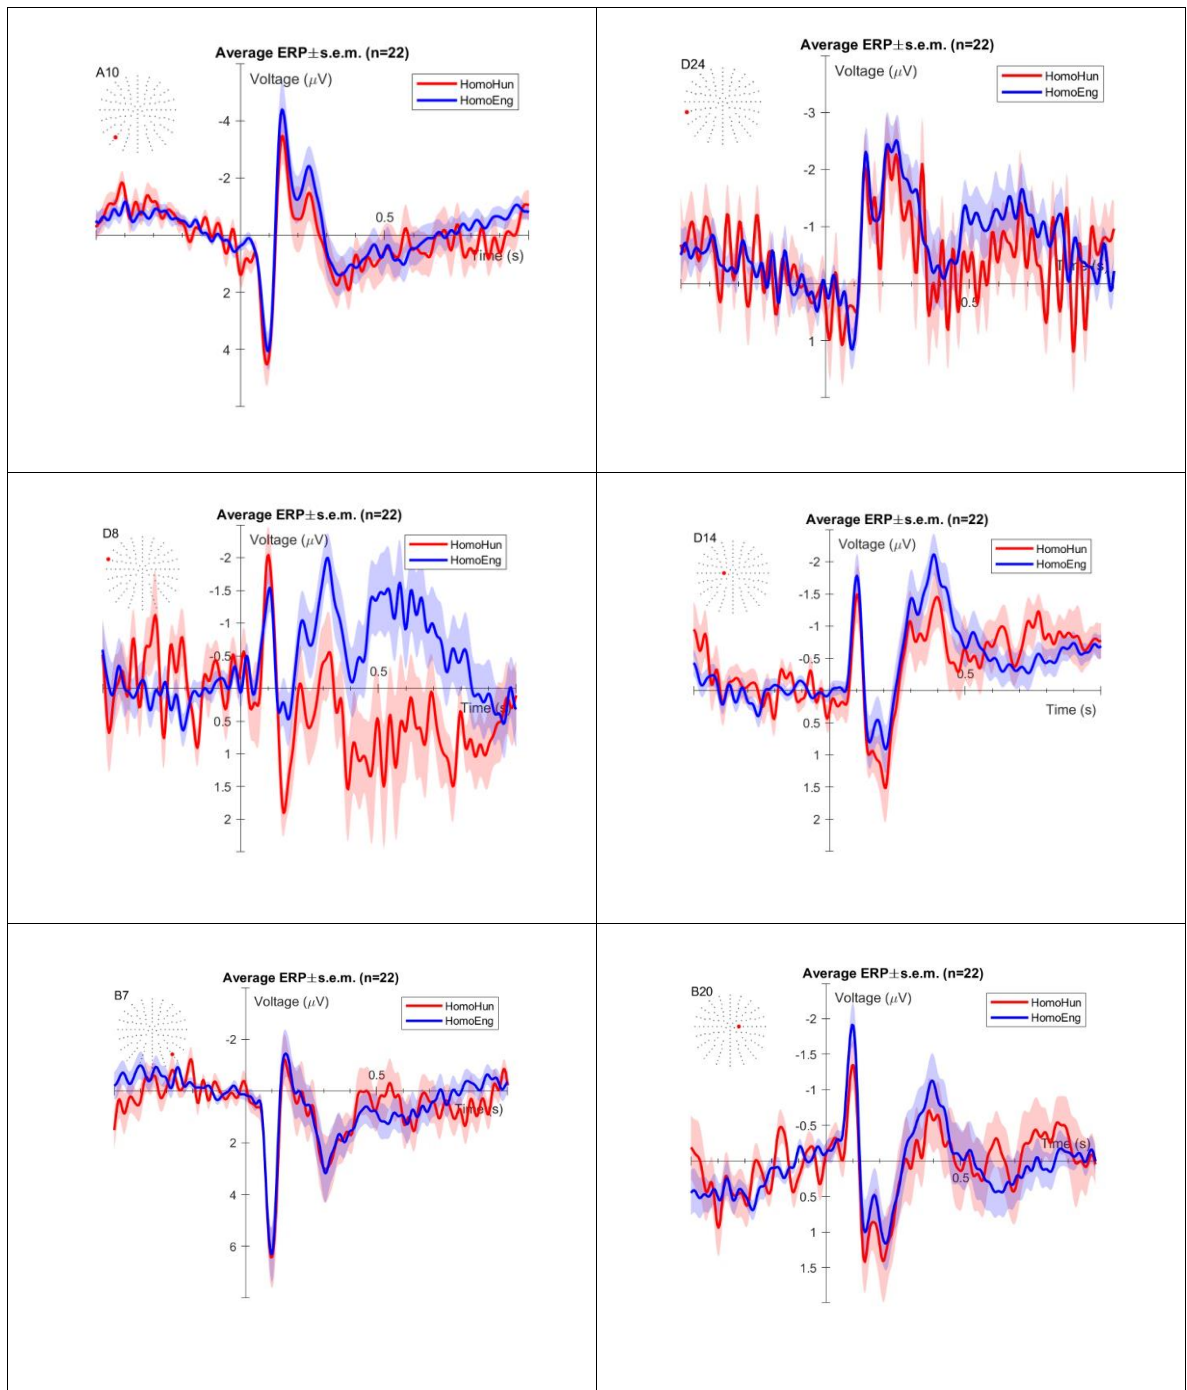 Average ERP±s.e.m. (n=22)
A10
Voltage (μV)
HomoHun
HomoEng
-4
-2
0.5
Time (s)
2
4
Average ERP±s.e.m. (n=22)
D24
Voltage (μV)
HomoHun
HomoEng
-3
-2
-1
Time (s)
0.5
1
Average ERP±s.e.m. (n=22)
D8
Voltage (μV)
HomoHun
HomoEng
-2
-1.5
-1
-0.5
0.5
Time (s)
0.5
1
1.5
2
Average ERP±s.e.m. (n=22)
D14
Voltage (μV)
HomoHun
HomoEng
-2
-1.5
-1
-0.5
0.5
Time (s)
0.5
1
1.5
2
Average ERP±s.e.m. (n=22)
B7
Voltage (μV)
HomoHun
HomoEng
-2
0.5
Time (s)
2
4
6
Average ERP±s.e.m. (n=22)
B20
Voltage (μV)
HomoHun
HomoEng
-2
-1.5
-1
-0.5
Time (s)
0.5
0.5
1
1.5